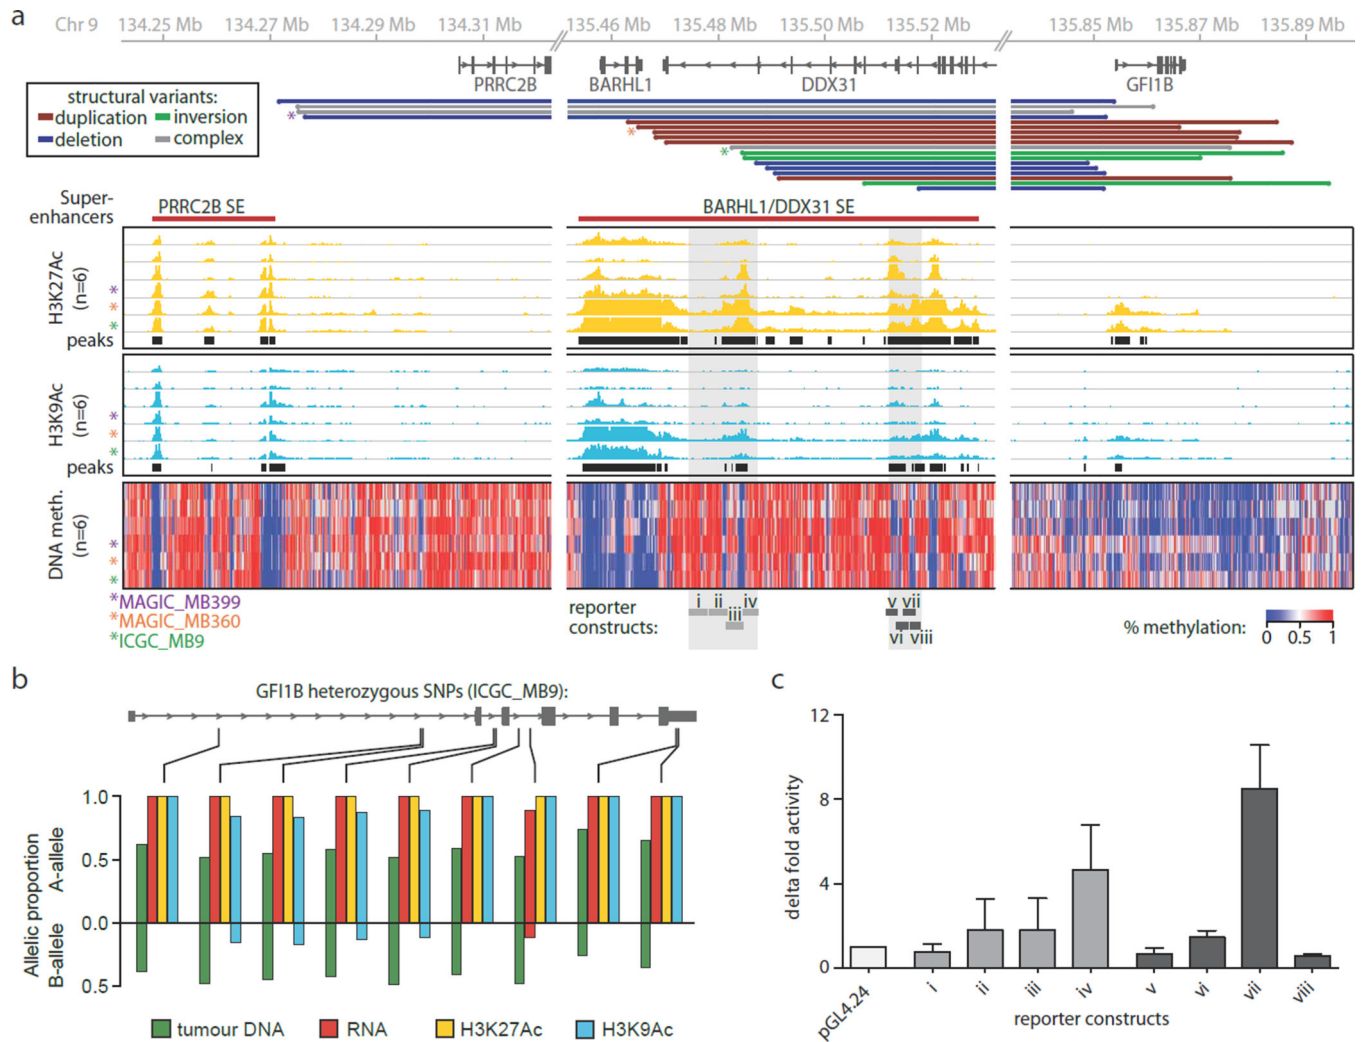 a
Chr 9 134.25 Mb 134.27 134.29 Mb 134.31 Mb 135.46 Mb 135.48 Mb 135.50 Mb 135.52 Mb 135.85 Mb 135.87 Mb 135.89 Mb
PRRC2B BARHL1 DDX31 GFI1B
structural variants:
duplication inversion
deletion complex
*
*
*
Super-
enhancers
PRRC2B SE BARHL1/DDX31 SE
H3K27Ac
(n=6)
*
*
*
peaks
H3K9Ac
(n=6)
*
*
*
peaks
DNA meth.
(n=6)
*
*
*
*MAGIC_MB399
*MAGIC_MB360
*ICGC_MB9
reporter
constructs:
i ii iii iv v vi vii viii
% methylation:
0 0.5 1
b
GFI1B heterozygous SNPs (ICGC_MB9):
Allelic proportion
B-allele A-allele
1.0
0.5
0.0
0.5
tumour DNA RNA H3K27Ac H3K9Ac
c
delta fold activity
12
8
4
0
pGL4.24 i ii iii iv v vi vii viii
reporter constructs